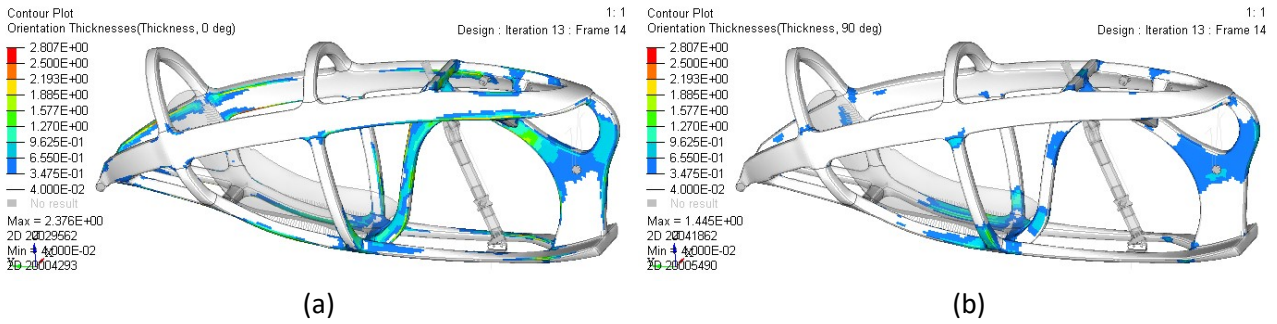 Contour Plot
Orientation Thicknesses(Thickness, 0 deg)
1: 1
Design : Iteration 13 : Frame 14
2.807E+00
2.500E+00
2.193E+00
1.885E+00
1.577E+00
1.270E+00
9.625E-01
6.550E-01
3.475E-01
4.000E-02
No result
Max = 2.376E+00
Min = 4.000E-02
(a)
Contour Plot
Orientation Thicknesses(Thickness, 90 deg)
1: 1
Design : Iteration 13 : Frame 14
2.807E+00
2.500E+00
2.193E+00
1.885E+00
1.577E+00
1.270E+00
9.625E-01
6.550E-01
3.475E-01
4.000E-02
No result
Max = 1.445E+00
Min = 4.000E-02
(b)